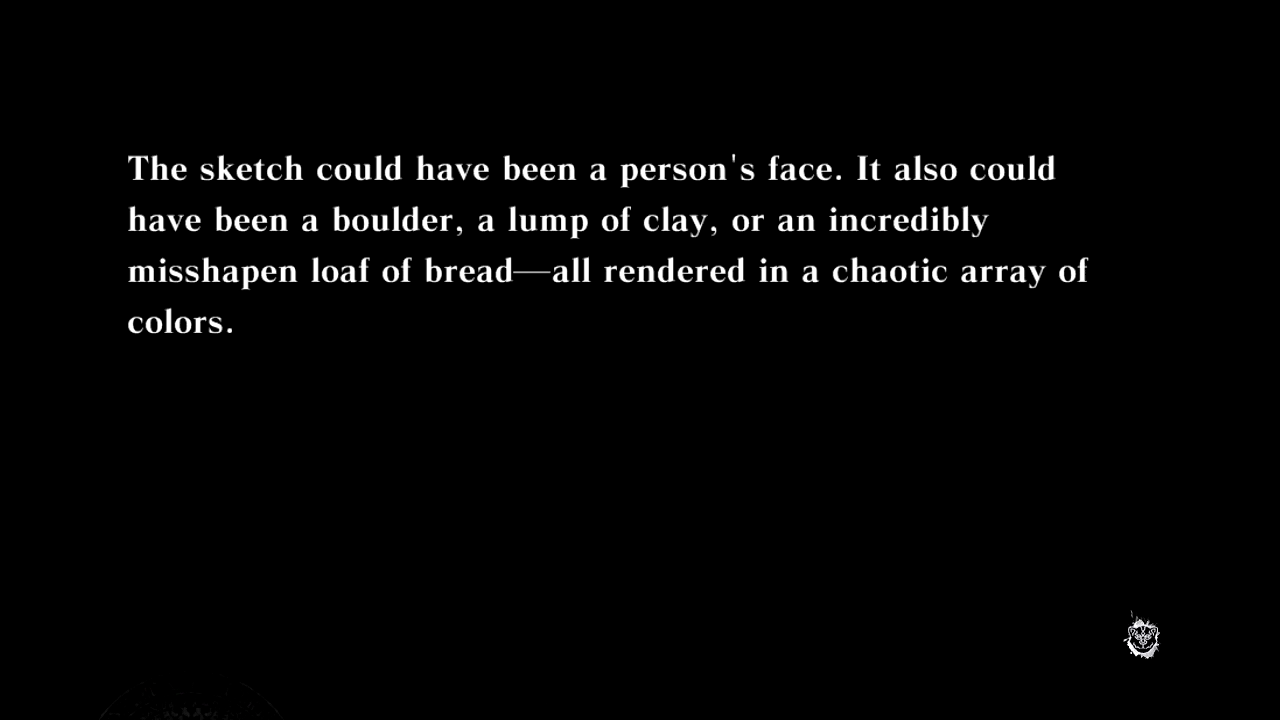 The sketch could have been a person's face. It also could
have been a boulder, a lump of clay, or an incredibly
misshapen loaf of bread—all rendered in a chaotic array of
colors.